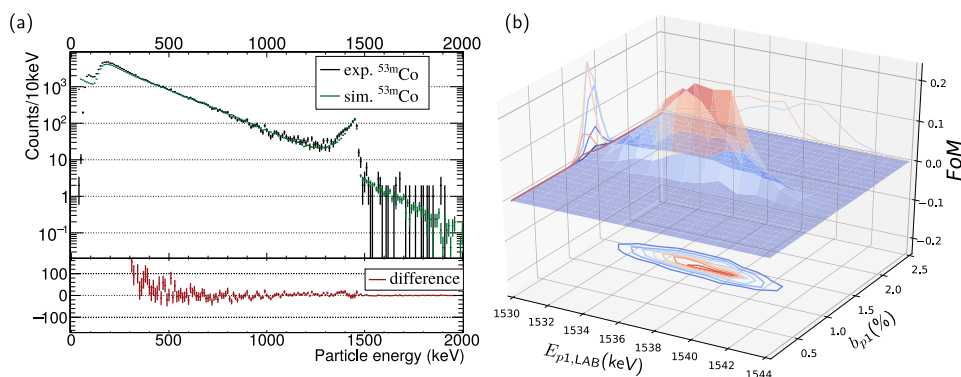 (a)
0 500 1000 1500 2000
Counts/10keV
10³
10²
10
1
10⁻¹
exp. ⁵³ᵐCo
sim. ⁵³ᵐCo
100
0
−100
difference
0 500 1000 1500 2000
Particle energy (keV)
(b)
0.2
0.1
0.0
−0.1
−0.2
FoM
1530 1532 1534 1536 1538 1540 1542 1544
E_{p1,LAB}(keV)
0.5 1.0 1.5 2.0 2.5
b_{p1}(%)